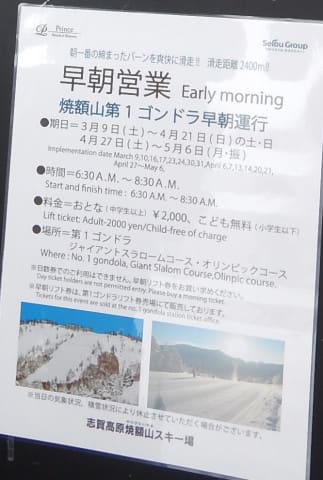 Prince
Seibu Group
朝一番の締まったバーンを爽快に滑走!! 滑走距離 2400m!!
早朝営業 Early morning
焼額山第1ゴンドラ早朝運行
●期日=3月9日(土)~4月21日(日)の土・日
4月27日(土)~5月6日(月・振)
Implementation date March 9,10,16,17,23,24,30,31,April 6,7,13,14,20,21,
April 27~May 6,
●時間=6:30A.M.~8:30A.M.
Start and finish time : 6:30 A.M.~8:30 A.M.
●料金=おとな(中学生以上)¥2,000、こども無料(小学生以下)
Lift ticket: Adult-2000 yen/Child-free of charge
●場所=第1ゴンドラ
ジャイアントスラロームコース・オリンピックコース
Where : No. 1 gondola, Giant Slalom Course,Olinpic course.
※日数券でのご利用はできません。早朝リフト券をお買い求めください。
Day ticket holders are not permitted entry. Please buy a morning ticket.
※早朝リフト券は、第1ゴンドラリフト券売場にて販売しております。
Tickets for this event are sold at the no.1 gondola station ticket office.
※当日の気象状況、積雪状況により休止させていただく場合がございます。
志賀高原焼額山スキー場